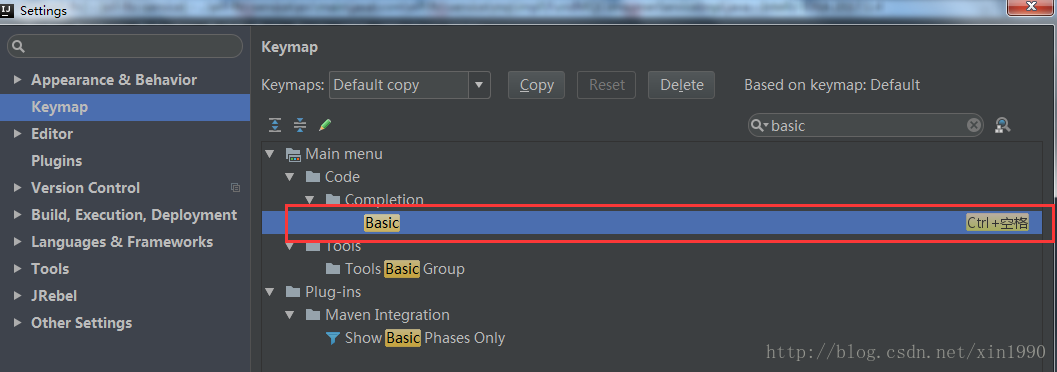 Settings
Keymap
Keymaps: Default copy Copy Reset Delete Based on keymap: Default
basic
Appearance & Behavior
Keymap
Editor
Plugins
Version Control
Build, Execution, Deployment
Languages & Frameworks
Tools
JRebel
Other Settings
Main menu
Code
Completion
Basic Ctrl+空格
Tools
Tools Basic Group
Plug-ins
Maven Integration
Show Basic Phases Only
http://blog.csdn.net/xin1990